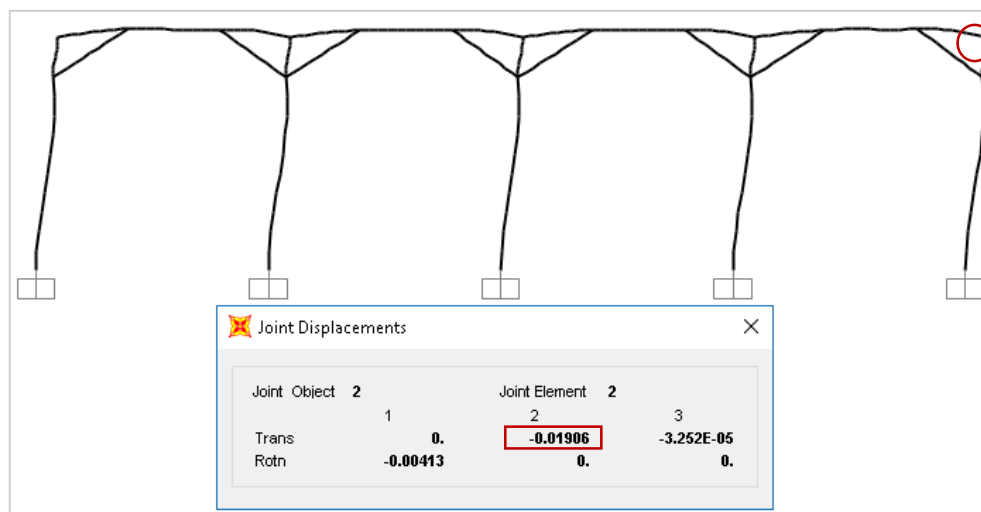 Joint Displacements
Joint Object 2 Joint Element 2
1 2 3
Trans 0. -0.01906 -3.252E-05
Rotn -0.00413 0. 0.